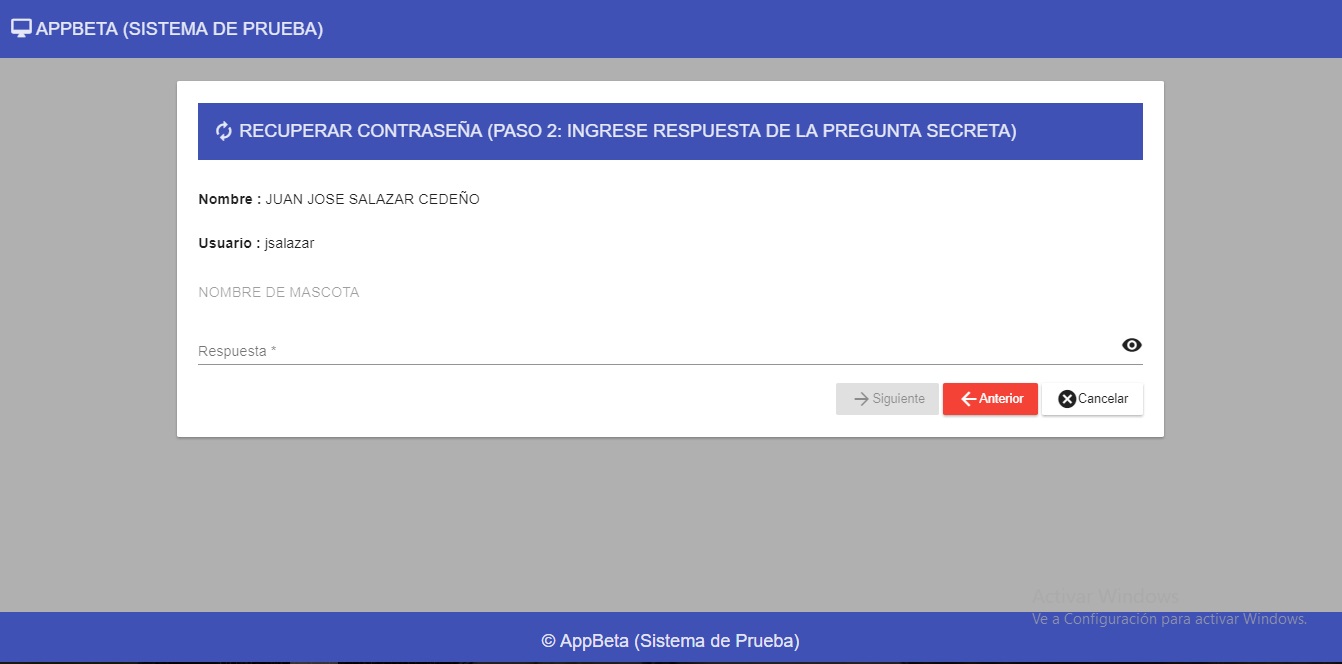 APPBETA (SISTEMA DE PRUEBA)
RECUPERAR CONTRASEÑA (PASO 2: INGRESE RESPUESTA DE LA PREGUNTA SECRETA)
Nombre : JUAN JOSE SALAZAR CEDEÑO
Usuario : jsalazar
NOMBRE DE MASCOTA
Respuesta *
Siguiente Anterior Cancelar
Activar Windows
Ve a Configuración para activar Windows.
© AppBeta (Sistema de Prueba)